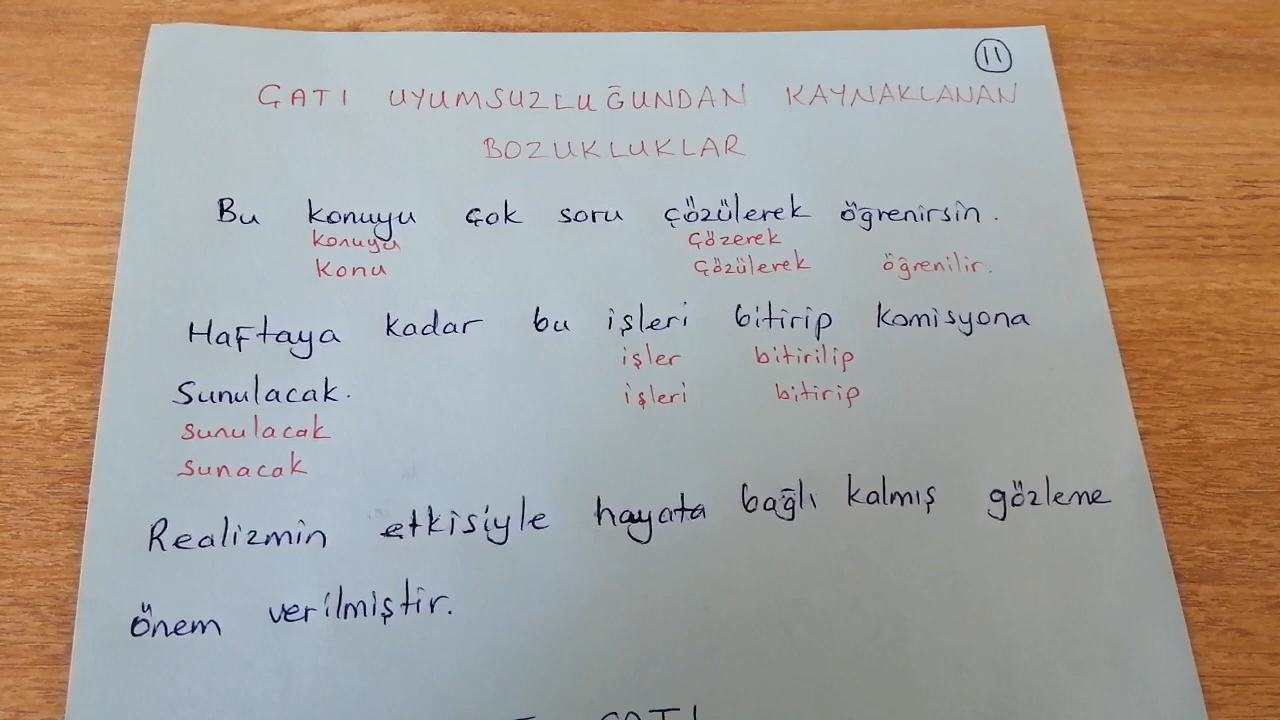 11
ÇATI UYUMSUZLUĞUNDAN KAYNAKLANAN
BOZUKLUKLAR
Bu konuyu çok soru çözülerek öğrenirsin.
konuyu çözerek
konu çözülerek öğrenilir.
Haftaya kadar bu işleri bitirip komisyona
işler bitirilip
sunulacak.
işleri bitirip
sunulacak
sunacak
Realizmin etkisiyle hayata bağlı kalmış gözleme
önem verilmiştir.